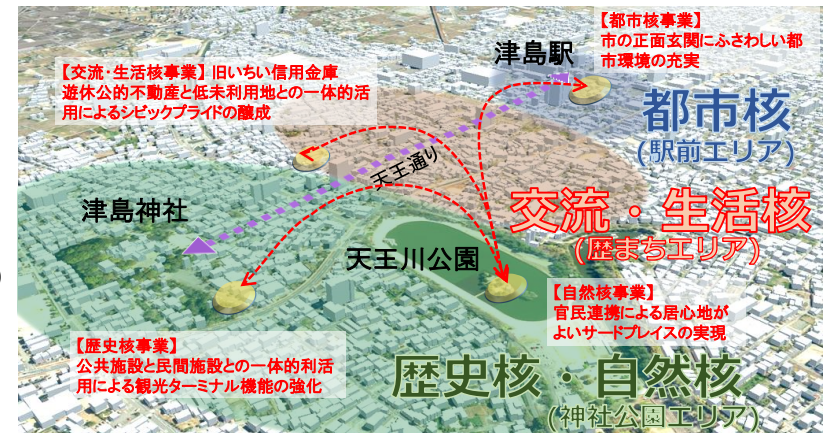 【都市核事業】
市の正面玄関にふさわしい都
市環境の充実
津島駅
【交流・生活核事業】旧いちい信用金庫
遊休公的不動産と低未利用地との一体的活
用によるシビックプライドの醸成
都市核
(駅前エリア)
天王通り
津島神社
交流・生活核
(歴まちエリア)
天王川公園
【自然核事業】
官民連携による居心地が
よいサードプレイスの実現
【歴史核事業】
公共施設と民間施設との一体的利活
用による観光ターミナル機能の強化
歴史核・自然核
(神社公園エリア)